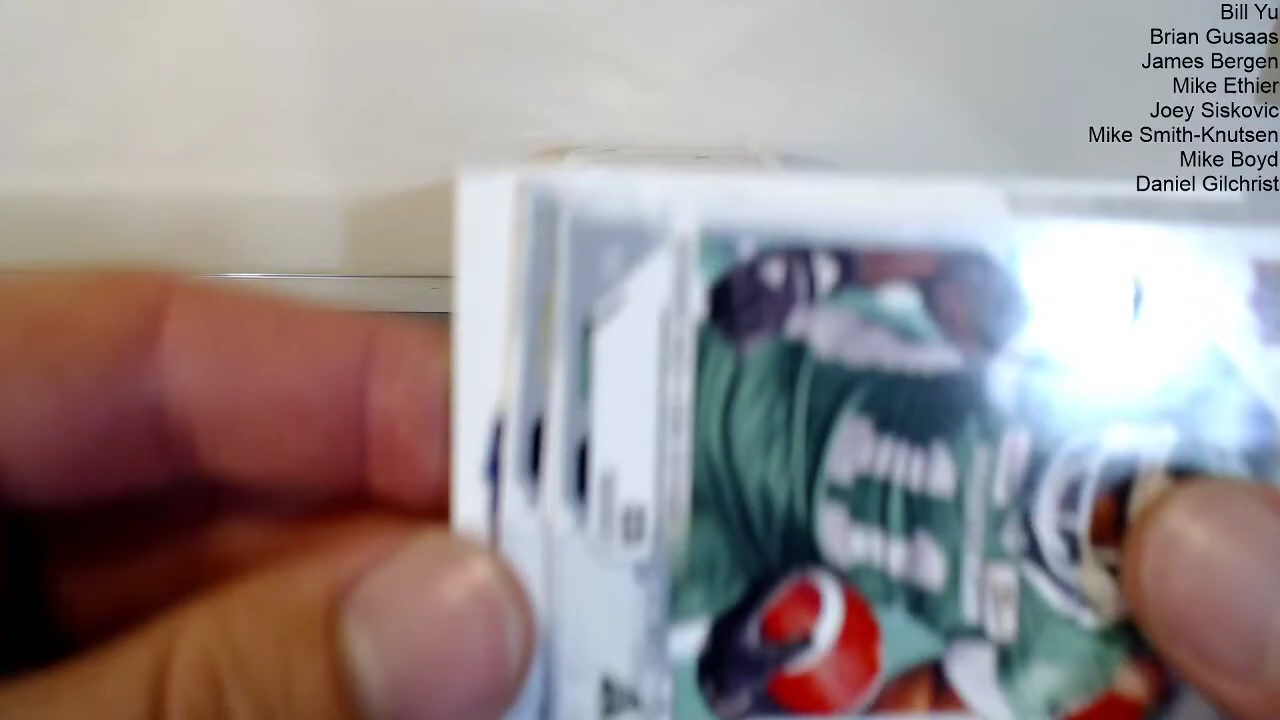 Bill Yu
Brian Gusaas
James Bergen
Mike Ethier
Joey Siskovic
Mike Smith-Knutsen
Mike Boyd
Daniel Gilchrist